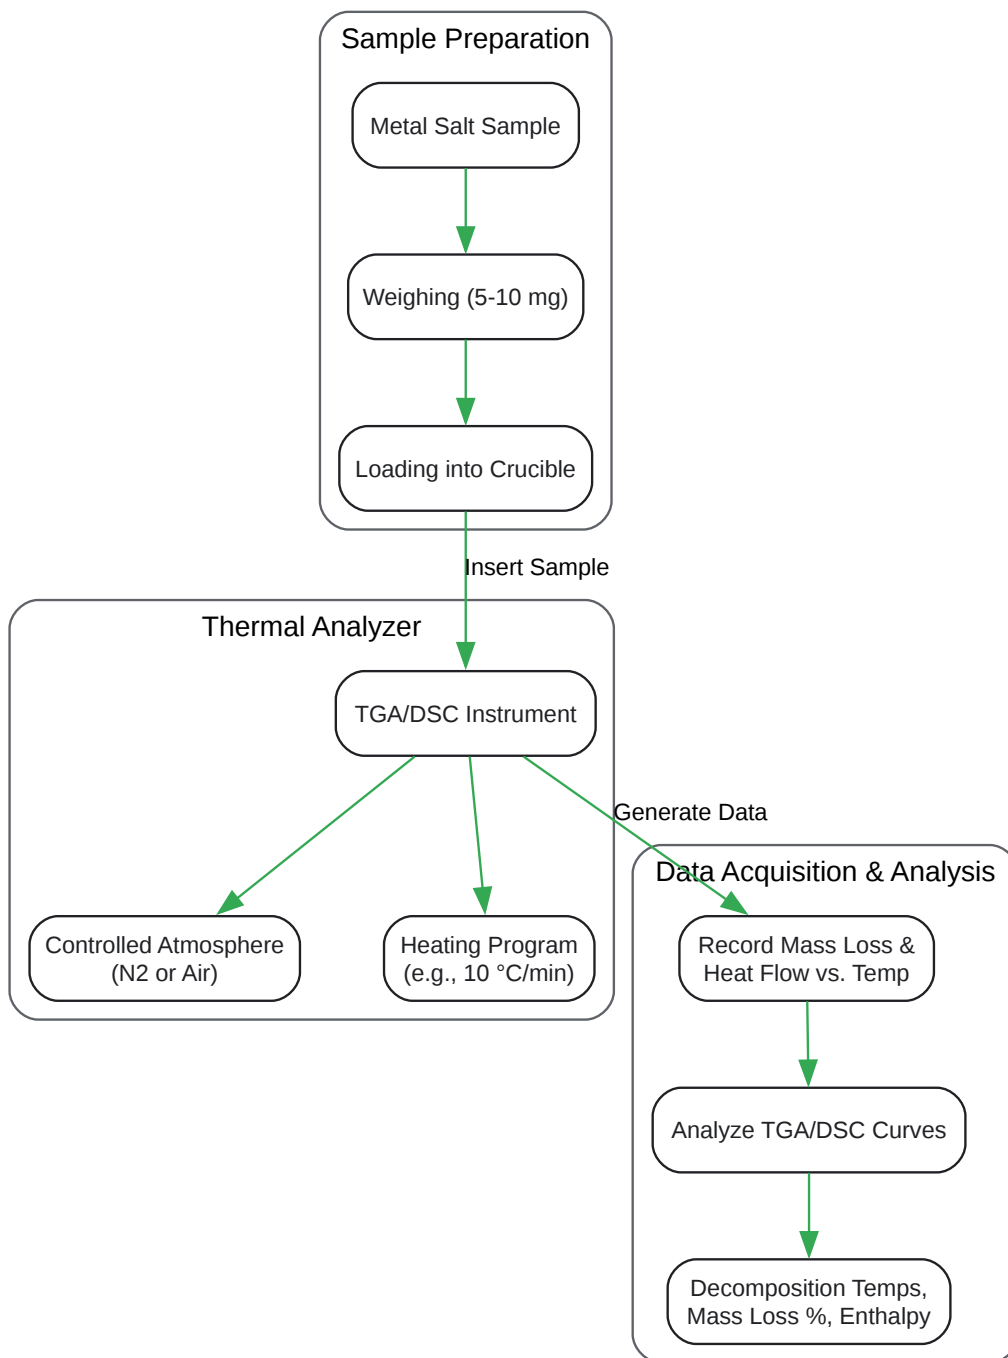 Sample Preparation
Metal Salt Sample
Weighing (5-10 mg)
Loading into Crucible
Insert Sample
Thermal Analyzer
TGA/DSC Instrument
Generate Data
Data Acquisition & Analysis
Controlled Atmosphere
(N2 or Air)
Heating Program
(e.g., 10 °C/min)
Record Mass Loss &
Heat Flow vs. Temp
Analyze TGA/DSC Curves
Decomposition Temps,
Mass Loss %, Enthalpy